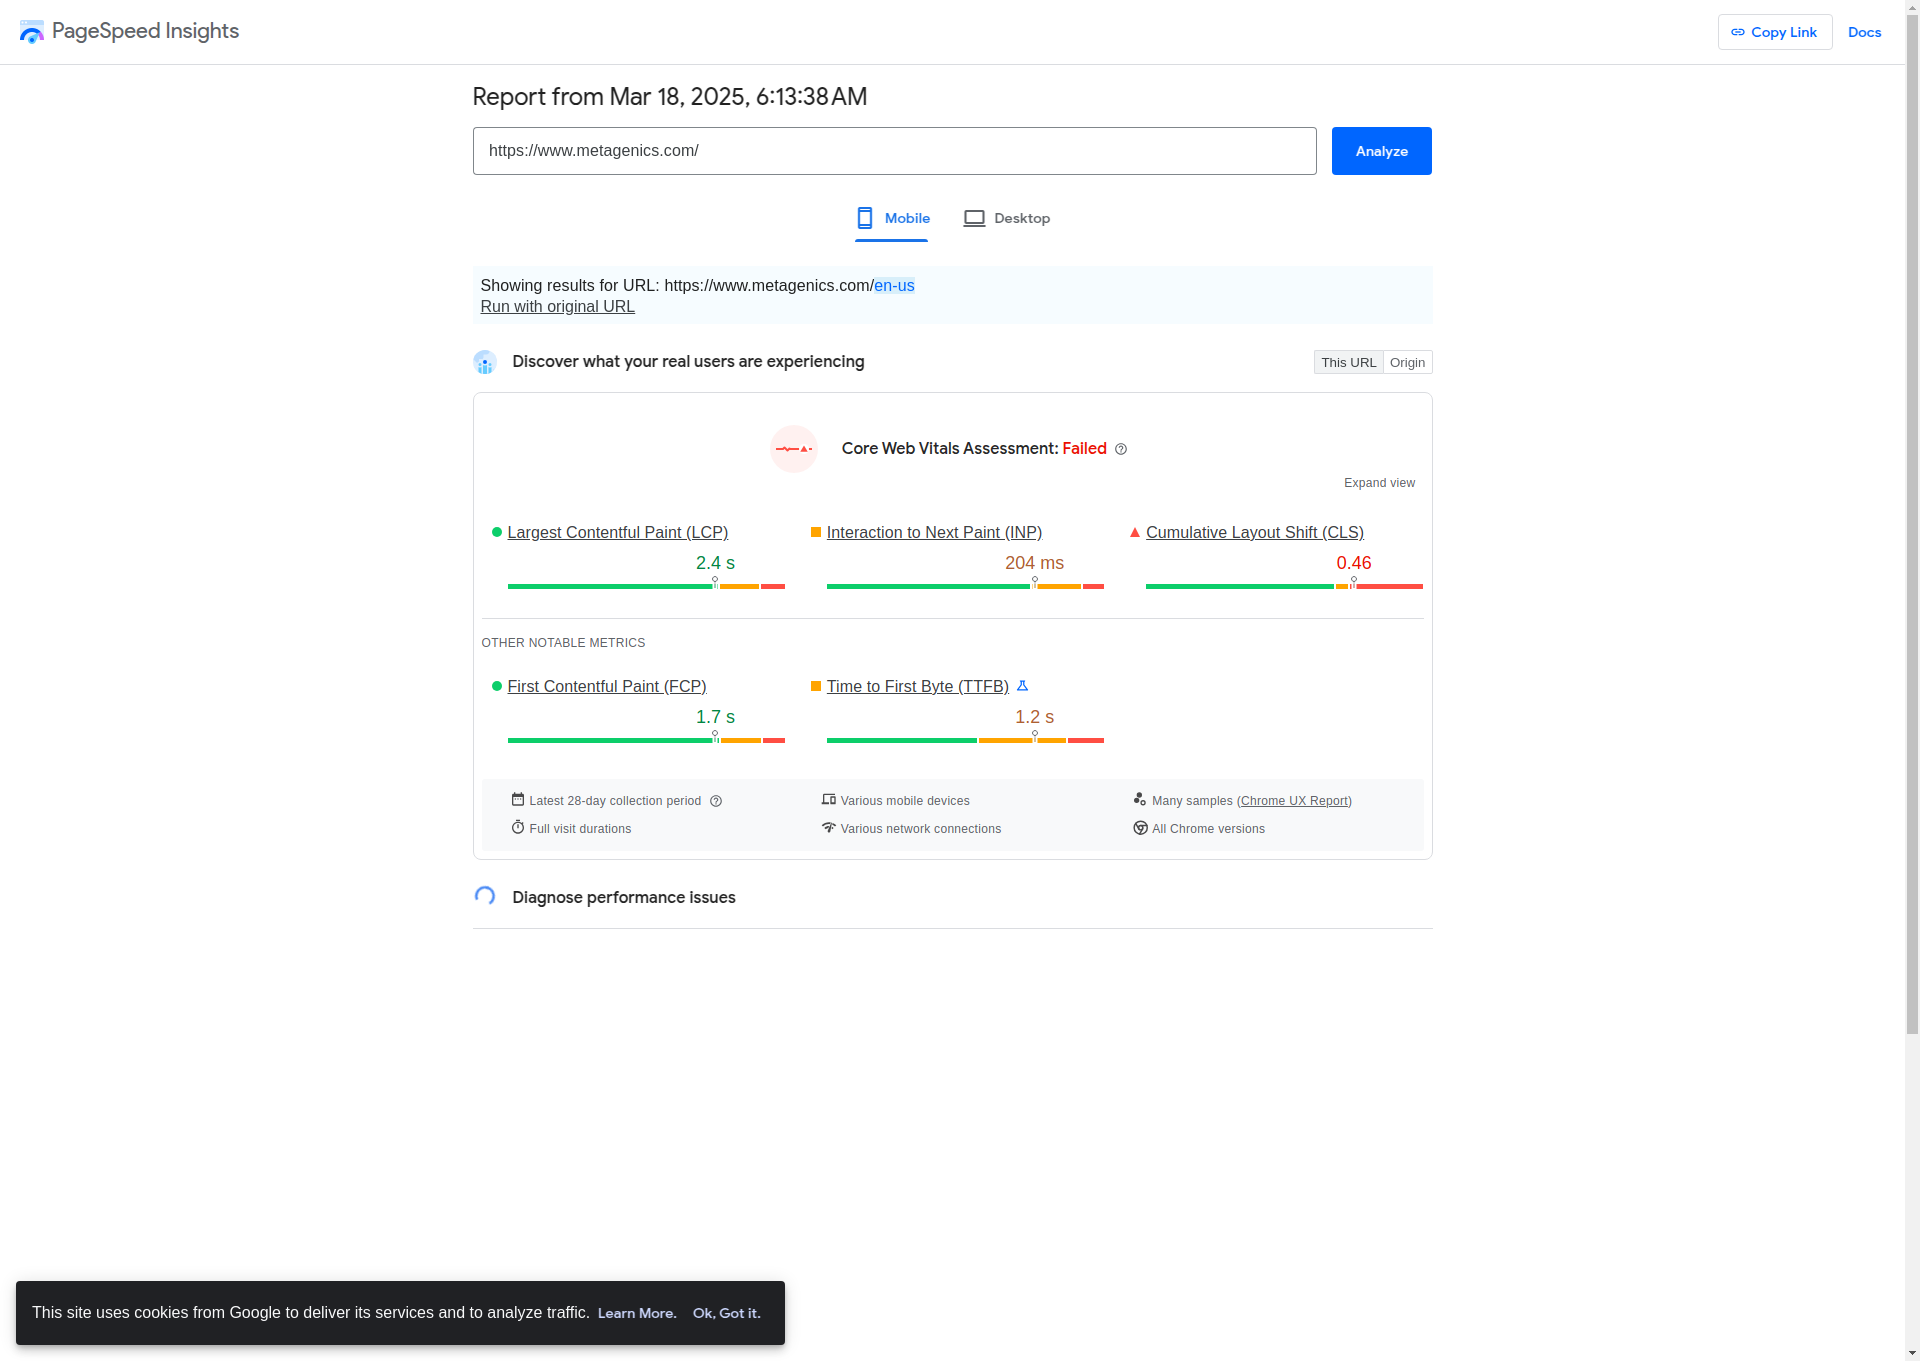 PageSpeed Insights
Copy Link
Docs
Report from Mar 18, 2025, 6:13:38 AM
https://www.metagenics.com/
Analyze
Mobile
Desktop
Showing results for URL: https://www.metagenics.com/en-us
Run with original URL
Discover what your real users are experiencing
This URL
Origin
Core Web Vitals Assessment: Failed
Expand view
Largest Contentful Paint (LCP)
2.4 s
Interaction to Next Paint (INP)
204 ms
Cumulative Layout Shift (CLS)
0.46
OTHER NOTABLE METRICS
First Contentful Paint (FCP)
1.7 s
Time to First Byte (TTFB)
1.2 s
Latest 28-day collection period
Various mobile devices
Many samples (Chrome UX Report)
Full visit durations
Various network connections
All Chrome versions
Diagnose performance issues
This site uses cookies from Google to deliver its services and to analyze traffic. Learn More. Ok, Got it.